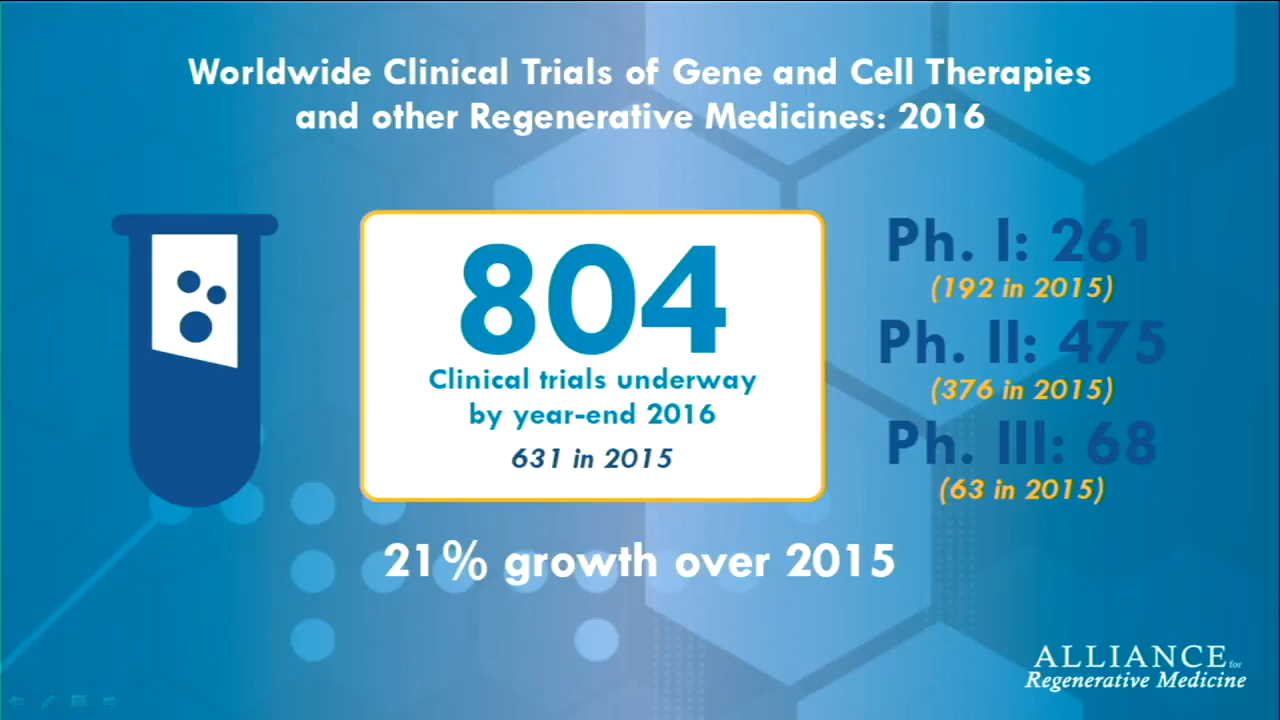 Worldwide Clinical Trials of Gene and Cell Therapies
and other Regenerative Medicines: 2016
804
Clinical trials underway
by year-end 2016
631 in 2015
Ph. I: 261
(192 in 2015)
Ph. II: 475
(376 in 2015)
Ph. III: 68
(63 in 2015)
21% growth over 2015
ALLIANCE for
Regenerative Medicine